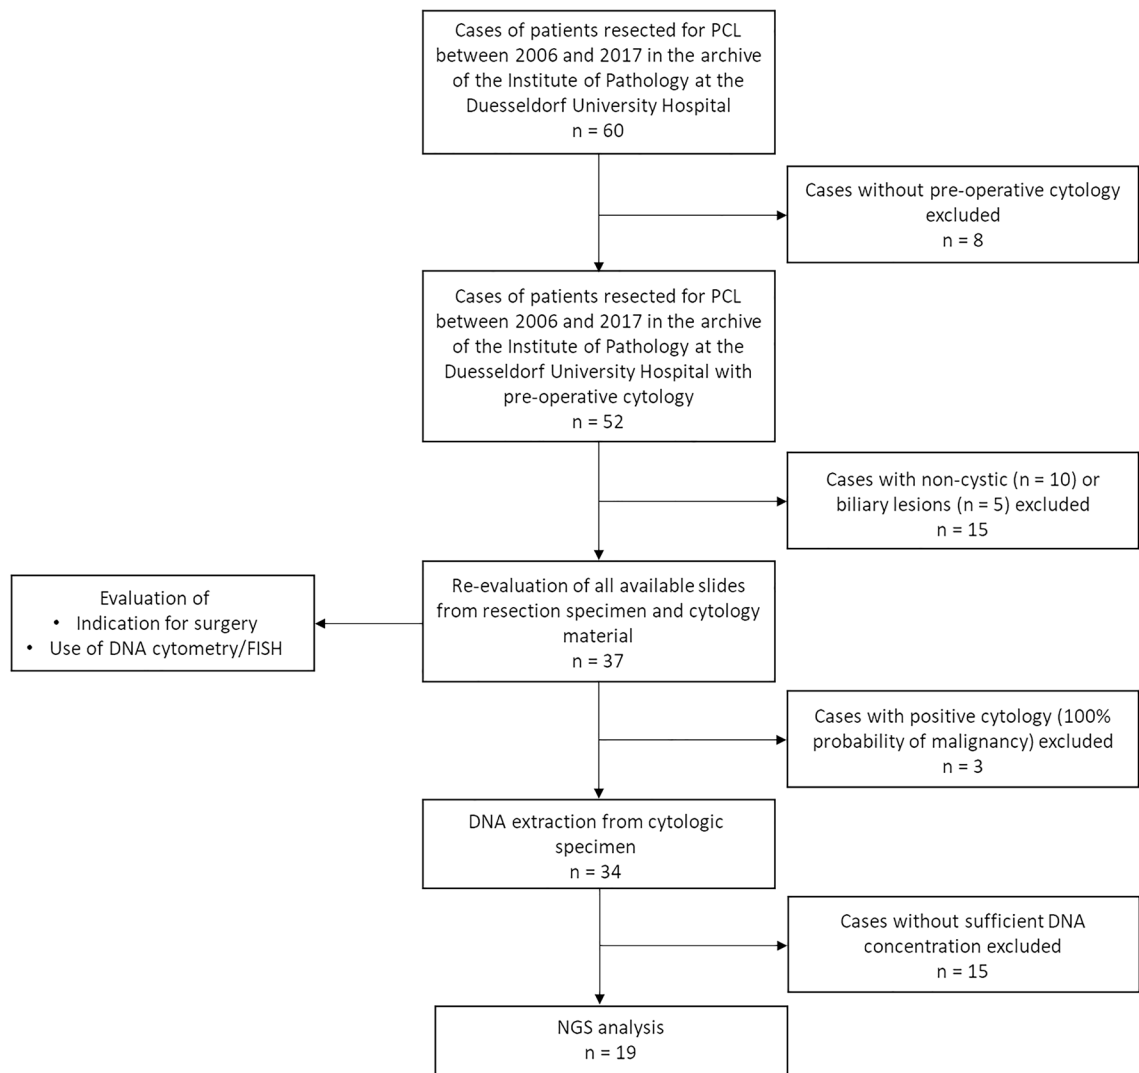 Cases of patients resected for PCL
between 2006 and 2017 in the archive
of the Institute of Pathology at the
Duesseldorf University Hospital
n = 60
Cases without pre-operative cytology
excluded
n = 8
Cases of patients resected for PCL
between 2006 and 2017 in the archive
of the Institute of Pathology at the
Duesseldorf University Hospital with
pre-operative cytology
n = 52
Cases with non-cystic (n = 10) or
biliary lesions (n = 5) excluded
n = 15
Re-evaluation of all available slides
from resection specimen and cytology
material
n = 37
Evaluation of
• Indication for surgery
• Use of DNA cytometry/FISH
Cases with positive cytology (100%
probability of malignancy) excluded
n = 3
DNA extraction from cytologic
specimen
n = 34
Cases without sufficient DNA
concentration excluded
n = 15
NGS analysis
n = 19